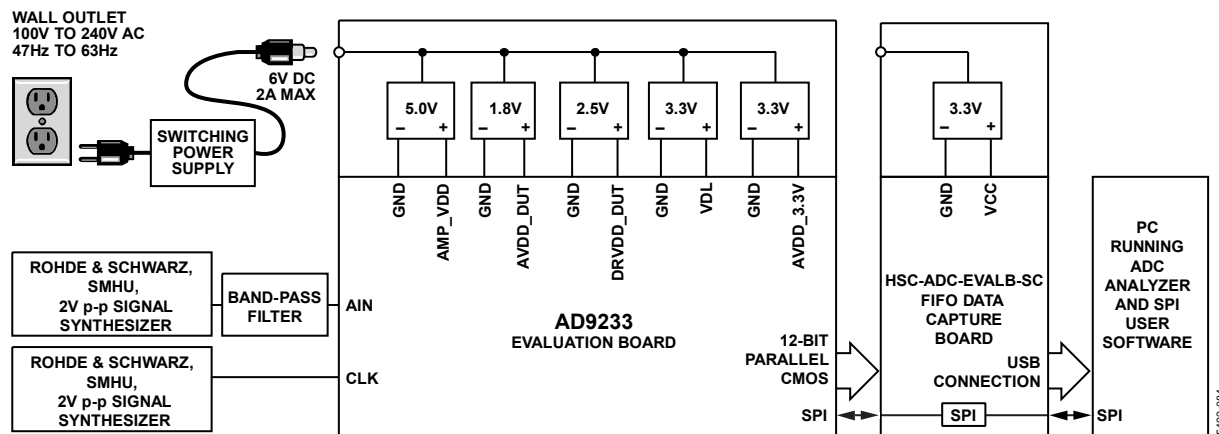 WALL OUTLET
100V TO 240V AC
47Hz TO 63Hz
6V DC
2A MAX
SWITCHING
POWER
SUPPLY
5.0V
– +
1.8V
– +
2.5V
– +
3.3V
– +
3.3V
– +
3.3V
– +
GND
AMP_VDD
GND
AVDD_DUT
GND
DRVDD_DUT
GND
VDL
GND
AVDD_3.3V
GND
VCC
ROHDE & SCHWARZ,
SMHU,
2V p-p SIGNAL
SYNTHESIZER
BAND-PASS
FILTER
AIN
ROHDE & SCHWARZ,
SMHU,
2V p-p SIGNAL
SYNTHESIZER
CLK
AD9233
EVALUATION BOARD
12-BIT
PARALLEL
CMOS
SPI
HSC-ADC-EVALB-SC
FIFO DATA
CAPTURE
BOARD
USB
CONNECTION
SPI
PC
RUNNING
ADC
ANALYZER
AND SPI
USER
SOFTWARE
SPI